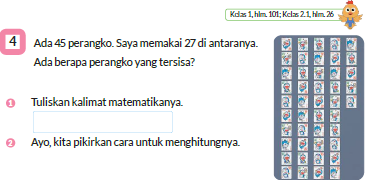 Kelas 1, hlm. 101; Kelas 2.1, hlm. 26
4 Ada 45 perangko. Saya memakai 27 di antaranya.
Ada berapa perangko yang tersisa?
1 Tuliskan kalimat matematikanya.
2 Ayo, kita pikirkan cara untuk menghitungnya.